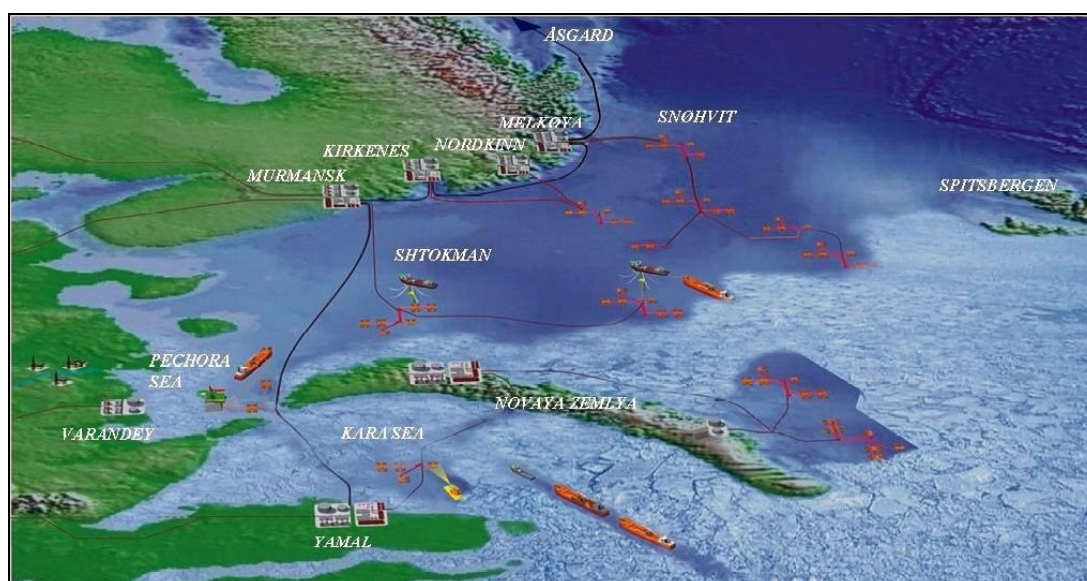 ÅSGARD
SNØHVIT
MELKØYA
NORDKINN
KIRKENES
MURMANSK
SPITSBERGEN
SHTOKMAN
PECHORA
SEA
NOVAYA ZEMLYA
VARANDEY
KARA SEA
YAMAL